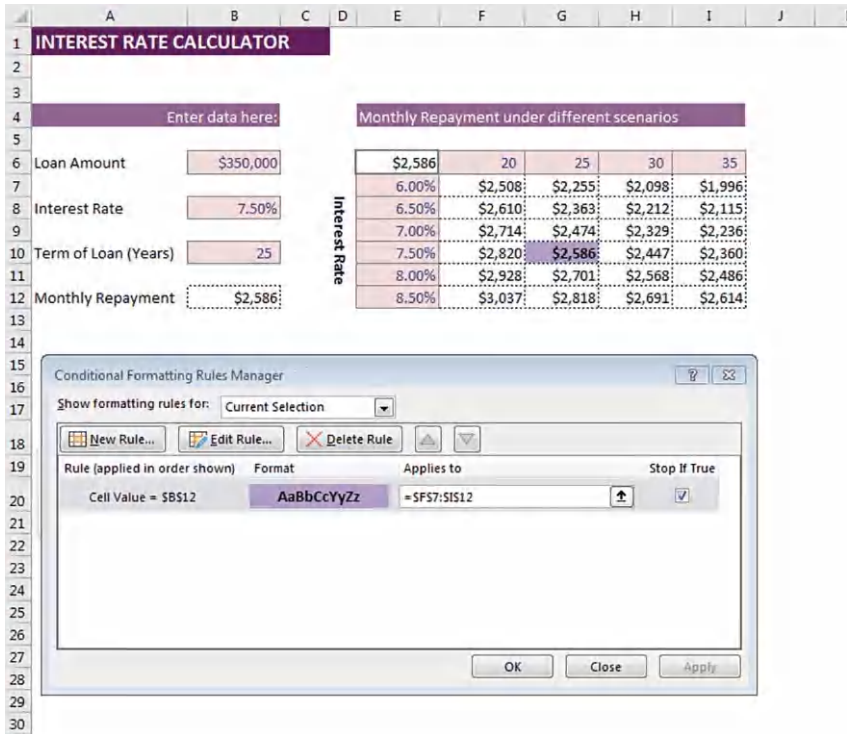 A B C D E F G H I J
1 INTEREST RATE CALCULATOR
2
3
4 Enter data here: Monthly Repayment under different scenarios
5
6 Loan Amount $350,000 $2,586 20 25 30 35
7 6.00% $2,508 $2,255 $2,098 $1,996
8 Interest Rate 7.50% 6.50% $2,610 $2,363 $2,212 $2,115
9 7.00% $2,714 $2,474 $2,329 $2,236
10 Term of Loan (Years) 25 7.50% $2,820 $2,586 $2,447 $2,360
11 8.00% $2,928 $2,701 $2,568 $2,486
12 Monthly Repayment $2,586 8.50% $3,037 $2,818 $2,691 $2,614
Interest Rate
13
14
15
16 Conditional Formatting Rules Manager
17 Show formatting rules for: Current Selection
18 New Rule... Edit Rule... Delete Rule
19 Rule (applied in order shown) Format Applies to Stop If True
20 Cell Value = $B$12 AaBbCcYyZz =$F$7:$I$12
21
22
23
24
25
26
27 OK Close Apply
28
29
30